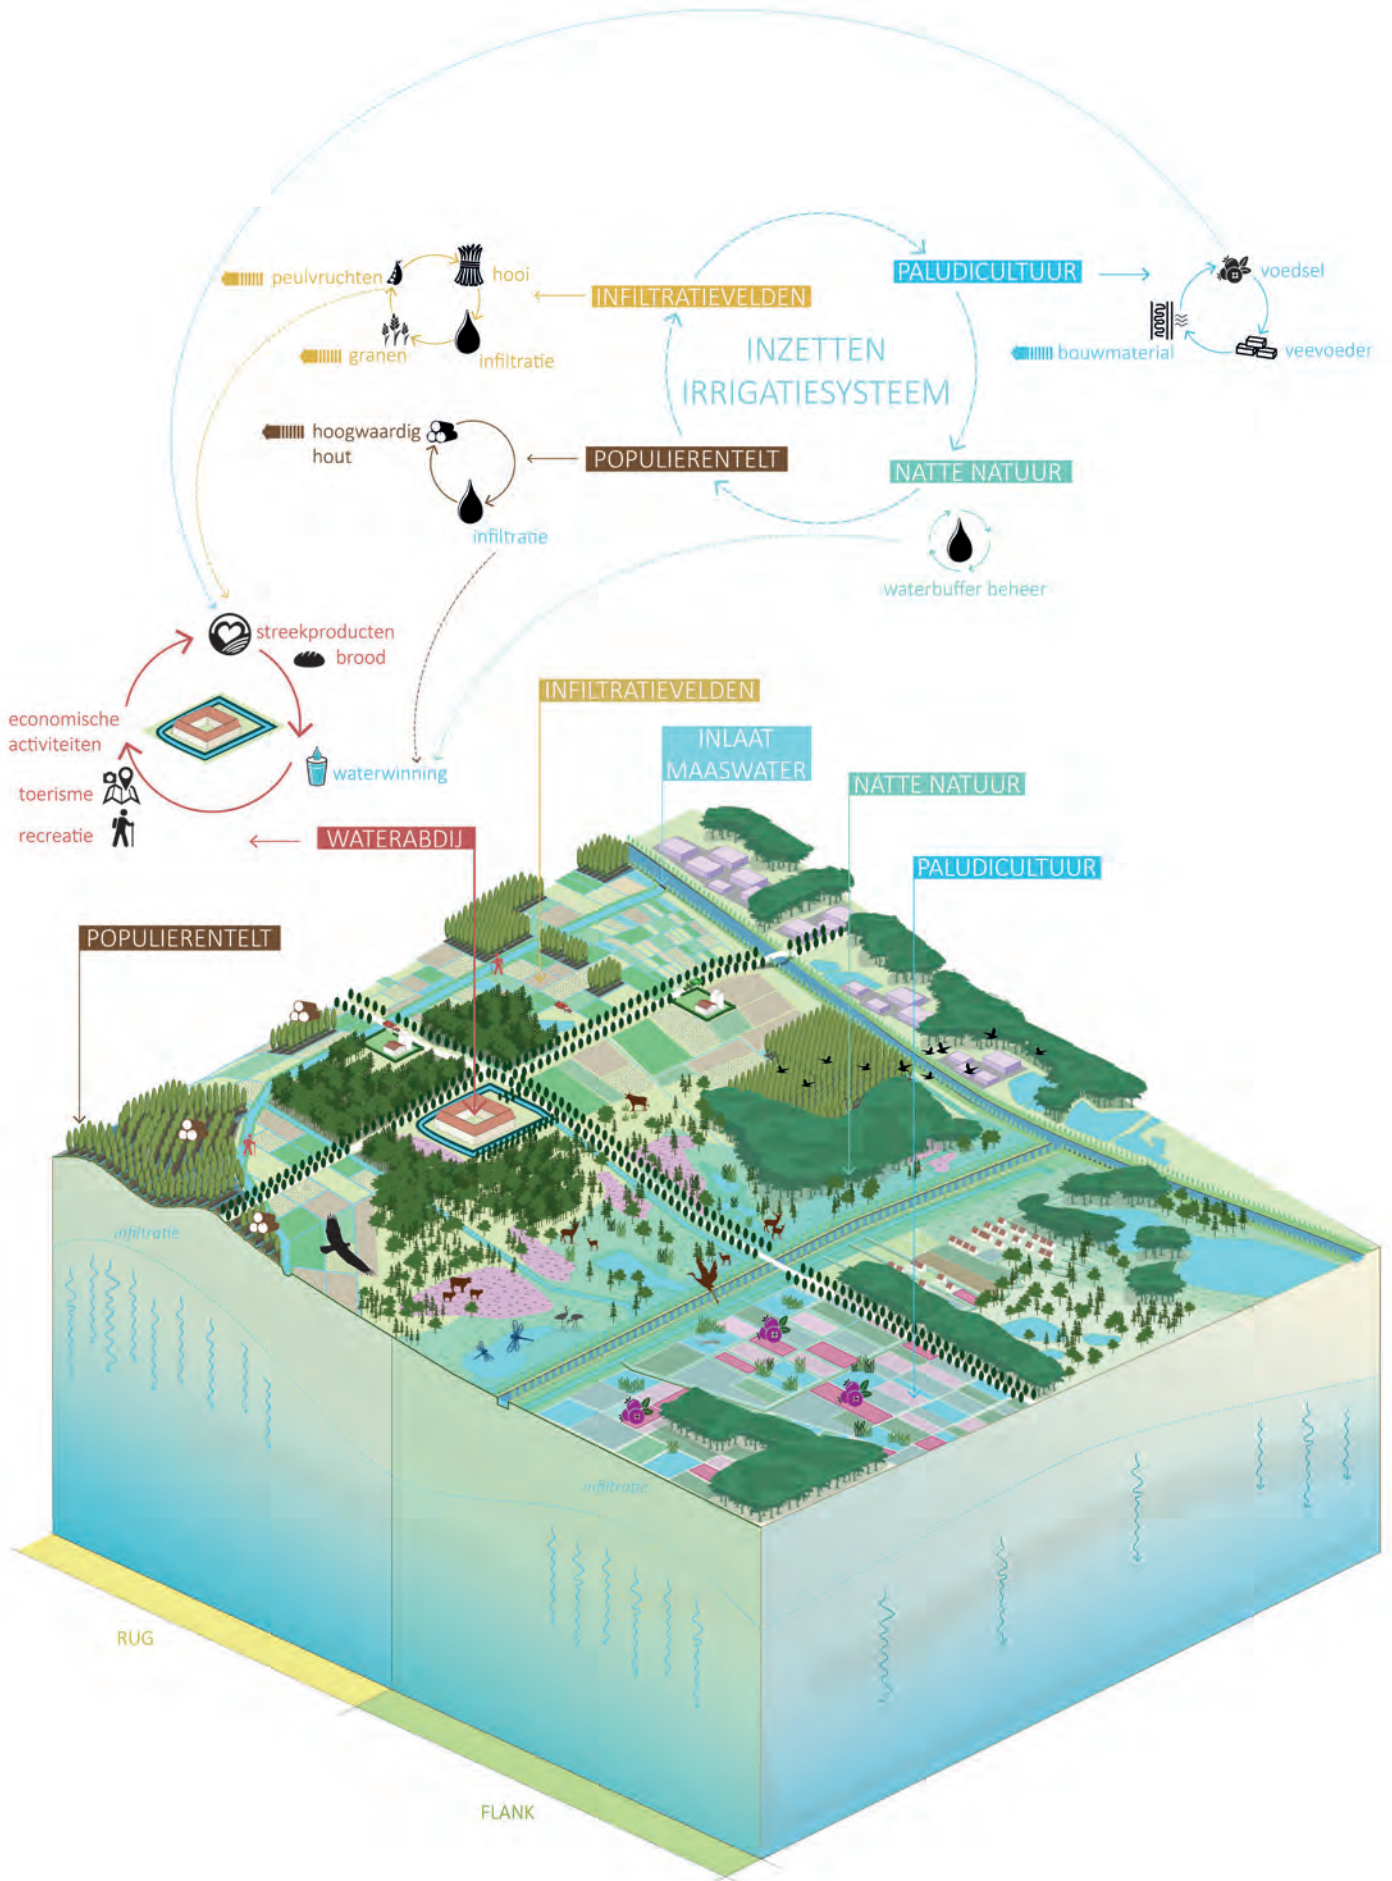 peulvruchten
hooi
granen
infiltratie
INFILTRATIEVELDEN
PALUDICULTUUR
voedsel
bouwmaterial
veevoeder
INZETTEN
IRRIGATIESYSTEEM
hoogwaardig
hout
infiltratie
POPULIERENTELT
NATTE NATUUR
waterbuffer beheer
streekproducten
brood
economische
activiteiten
toerisme
recreatie
waterwinning
WATERABDIJ
INFILTRATIEVELDEN
INLAAT
MAASWATER
NATTE NATUUR
PALUDICULTUUR
POPULIERENTELT
infiltratie
infiltratie
RUG
FLANK